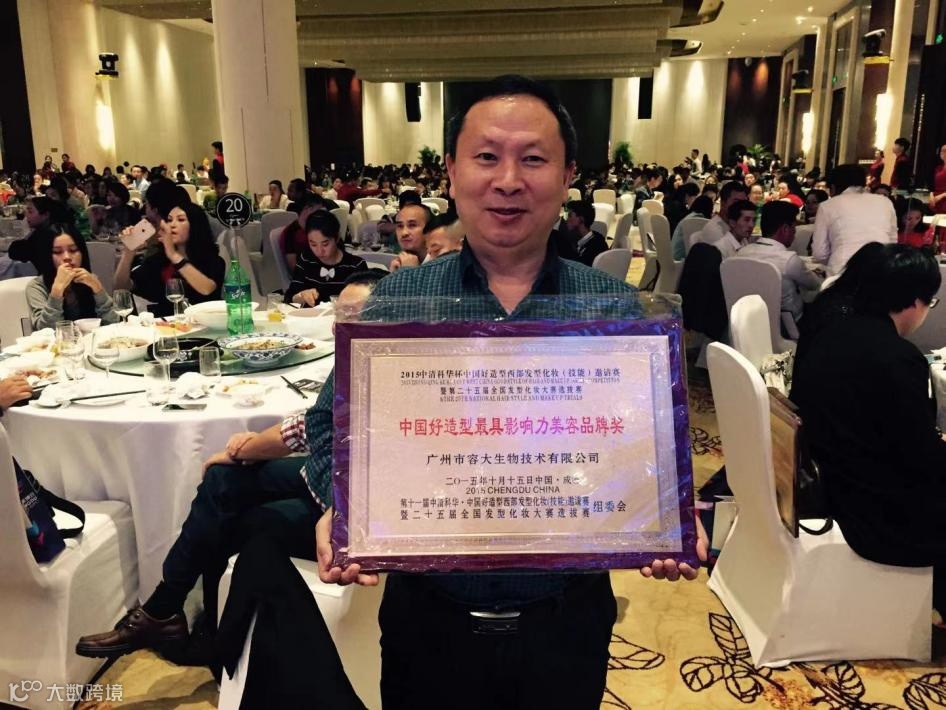 20
2015中清科华杯中国好造型西部发型化妆（技能）邀请赛
暨第二十五届全国发型化妆大赛选拔赛
中国好造型最具影响力美容品牌奖
广州市容大生物技术有限公司
二〇一五年十月十五日中国·成
2015 CHENGDU CHINA
第十一届中清科华·中国好造型西部发型化妆(技能)邀请赛
暨二十五届全国发型化妆大赛选拔赛
组委会
大数跨境